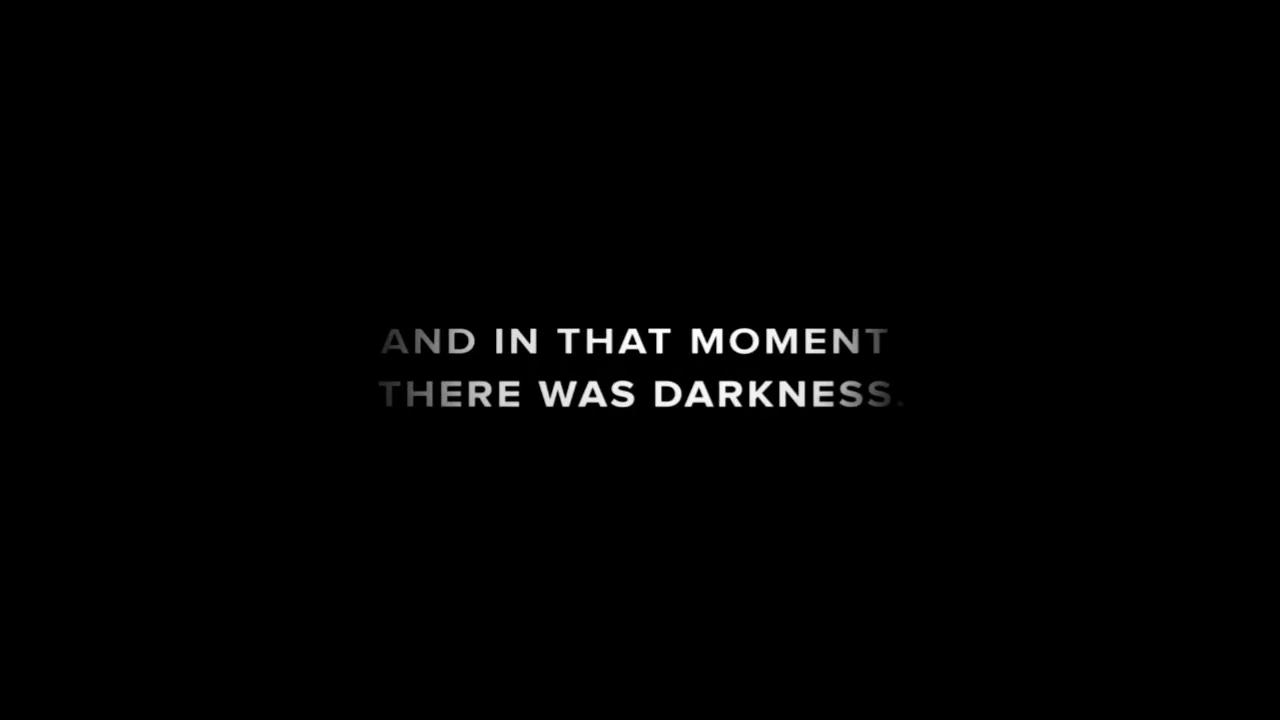 AND IN THAT MOMENT
THERE WAS DARKNESS.